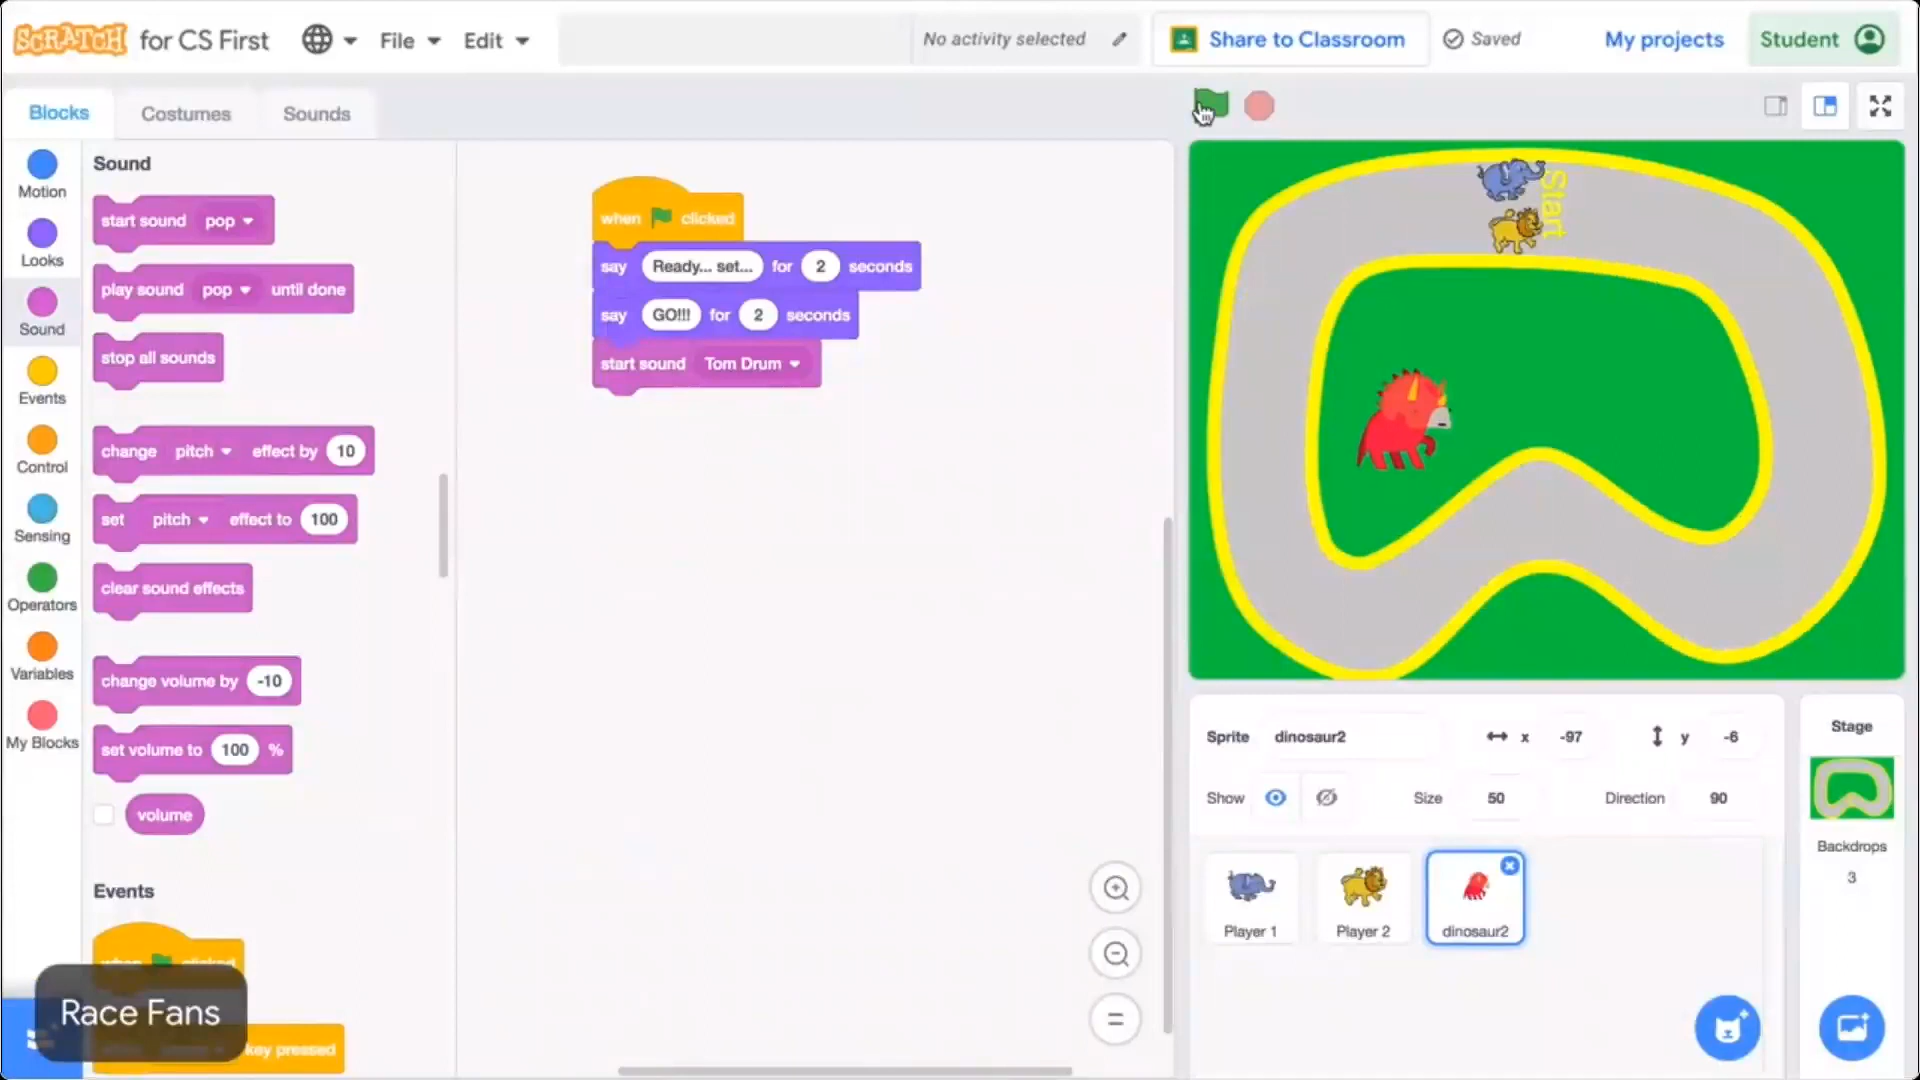 SCRATCH for CS First
File
Edit
No activity selected
Share to Classroom
Saved
My projects
Student
Blocks
Costumes
Sounds
Motion
Looks
Sound
Events
Control
Sensing
Operators
Variables
My Blocks
Sound
start sound pop
play sound pop until done
stop all sounds
change pitch effect by 10
set pitch effect to 100
clear sound effects
change volume by -10
set volume to 100 %
volume
Events
when clicked
key pressed
Race Fans
when clicked
say Ready... set... for 2 seconds
say GO!!! for 2 seconds
start sound Tom Drum
Start
Sprite dinosaur2 x -97 y -6
Show Size 50 Direction 90
Player 1
Player 2
dinosaur2
Stage
Backdrops
3